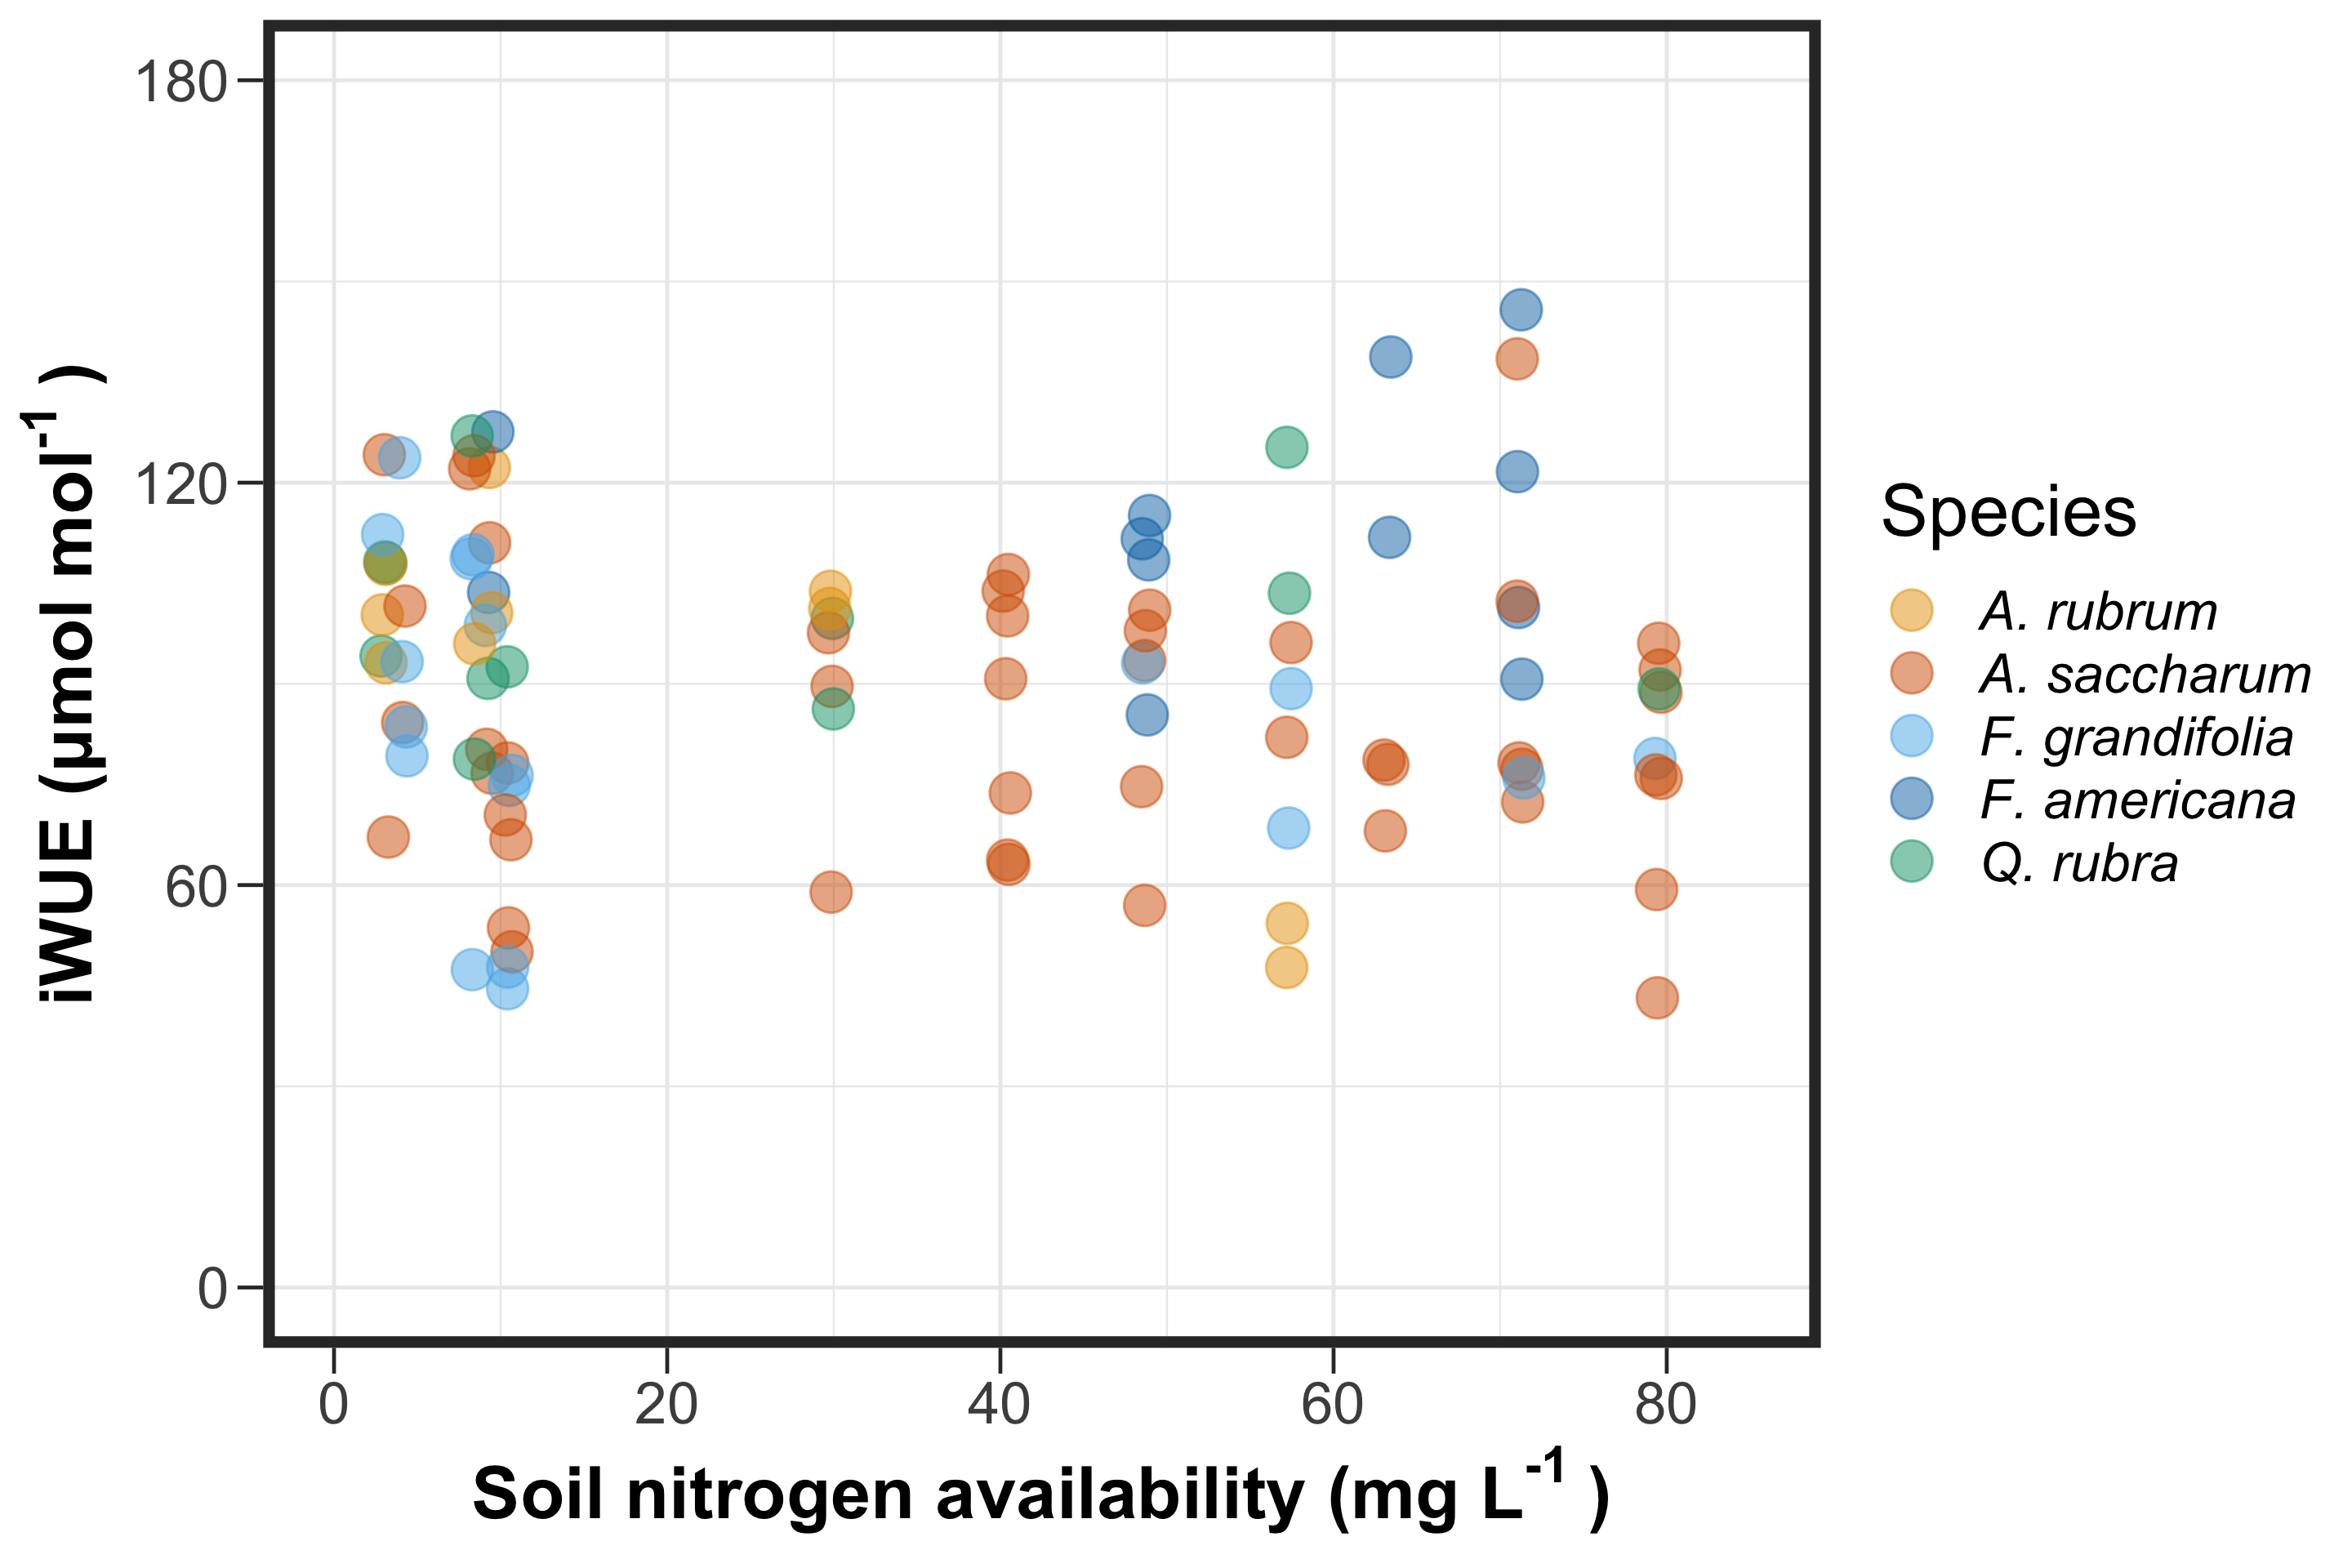 180
120
60
0
iWUE (μmol mol⁻¹ )
0 20 40 60 80
Soil nitrogen availability (mg L⁻¹ )
Species
A. rubrum
A. saccharum
F. grandifolia
F. americana
Q. rubra